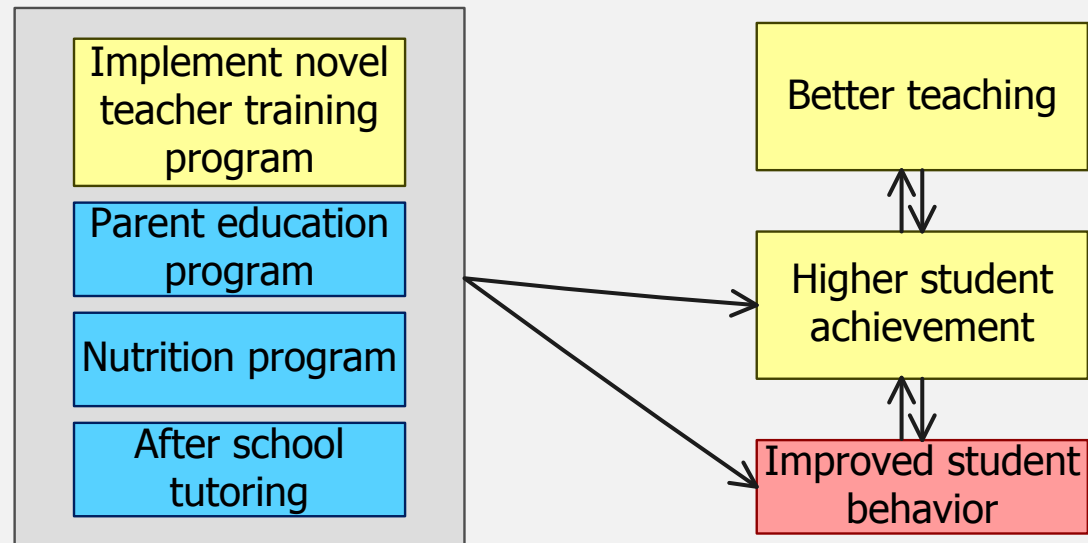 Implement novel
teacher training
program
Parent education
program
Nutrition program
After school
tutoring
Better teaching
Higher student
achievement
Improved student
behavior